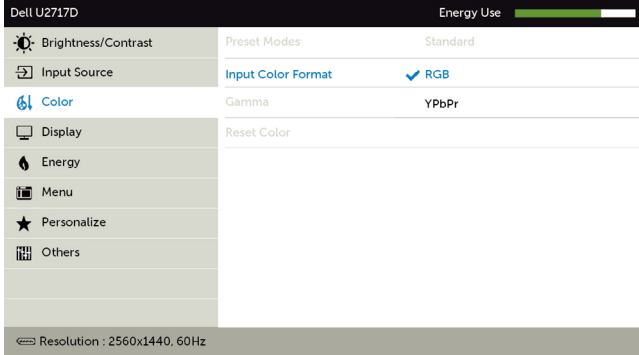 Dell U2717D Energy Use
Brightness/Contrast Preset Modes Standard
Input Source Input Color Format RGB
Color Gamma YPbPr
Display Reset Color
Energy
Menu
Personalize
Others
Resolution : 2560x1440, 60Hz